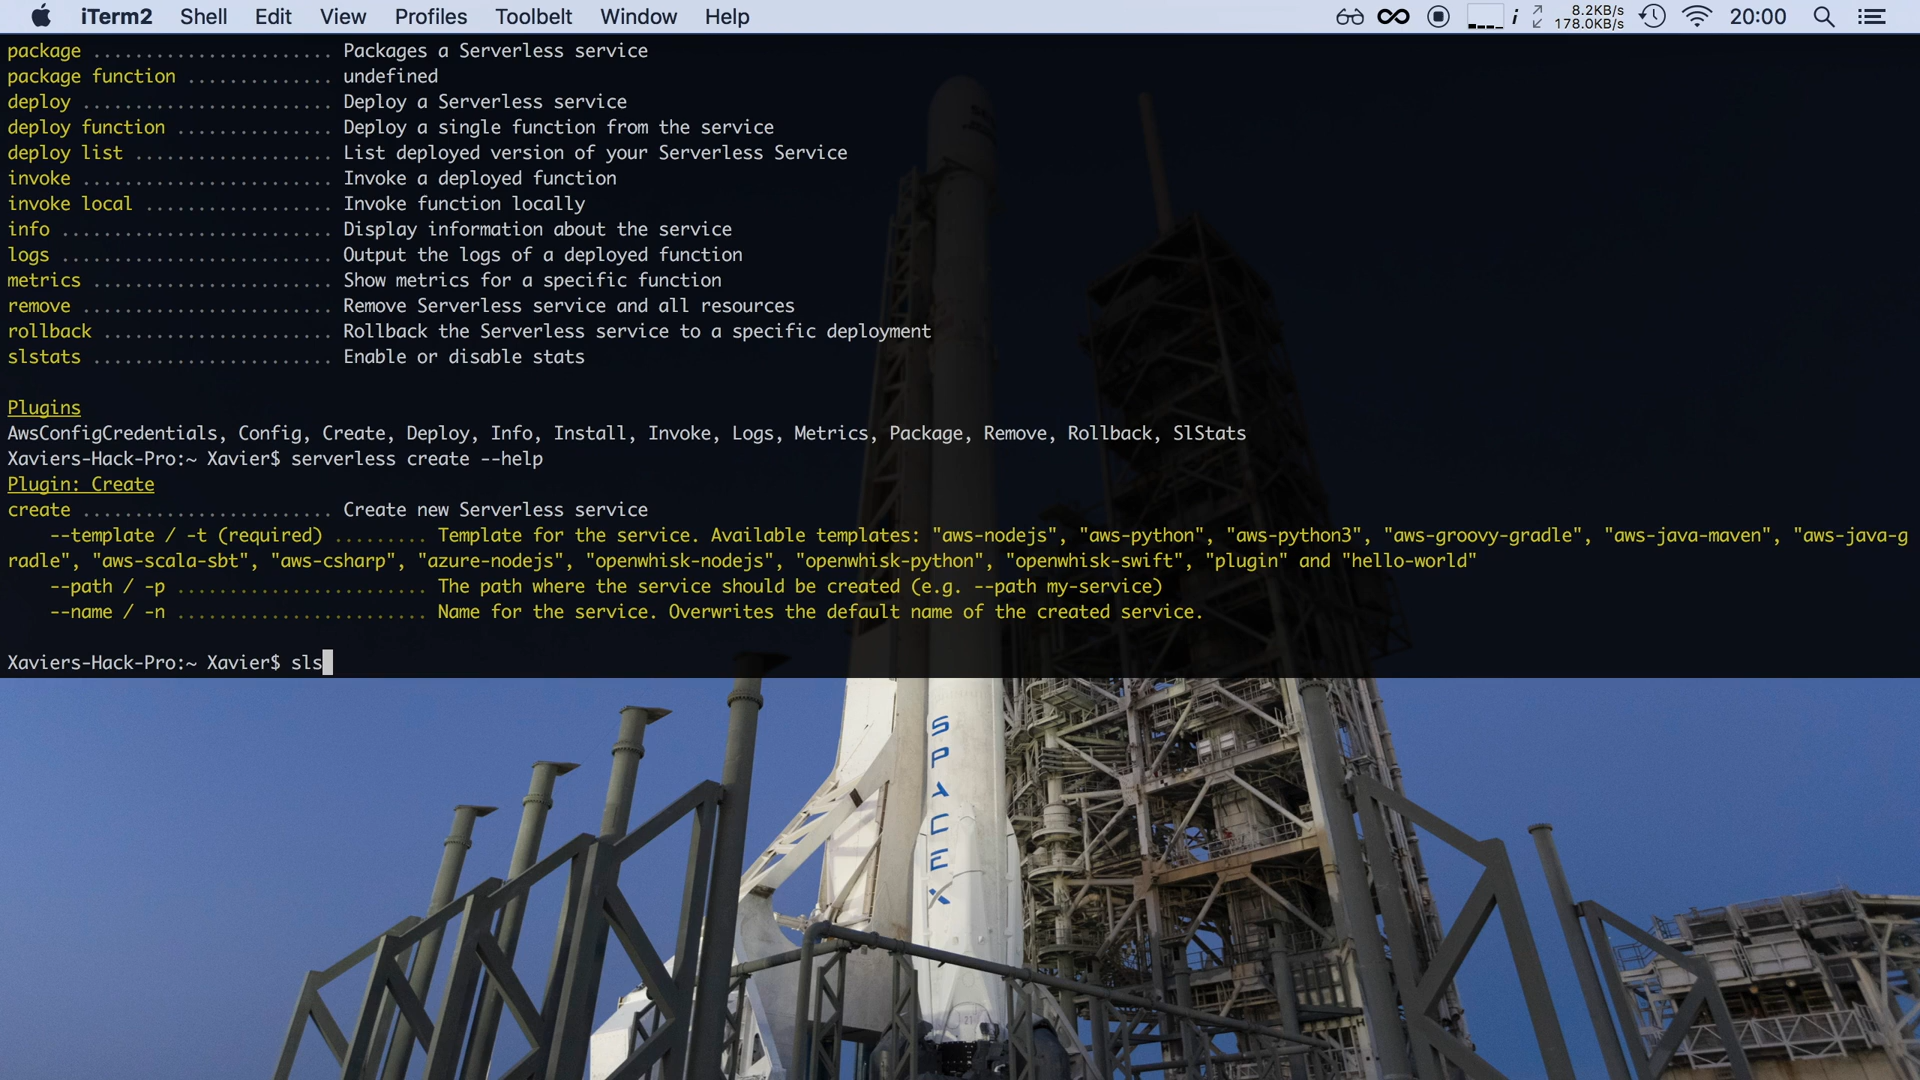 iTerm2 Shell Edit View Profiles Toolbelt Window Help 8.2KB/s 178.0KB/s 20:00
package ....................... Packages a Serverless service
package function .............. undefined
deploy ........................ Deploy a Serverless service
deploy function ............... Deploy a single function from the service
deploy list ................... List deployed version of your Serverless Service
invoke ........................ Invoke a deployed function
invoke local .................. Invoke function locally
info .......................... Display information about the service
logs .......................... Output the logs of a deployed function
metrics ....................... Show metrics for a specific function
remove ........................ Remove Serverless service and all resources
rollback ...................... Rollback the Serverless service to a specific deployment
slstats ....................... Enable or disable stats
Plugins
AwsConfigCredentials, Config, Create, Deploy, Info, Install, Invoke, Logs, Metrics, Package, Remove, Rollback, SlStats
Xaviers-Hack-Pro:~ Xavier$ serverless create --help
Plugin: Create
create ........................ Create new Serverless service
--template / -t (required) ......... Template for the service. Available templates: "aws-nodejs", "aws-python", "aws-python3", "aws-groovy-gradle", "aws-java-maven", "aws-java-g
radle", "aws-scala-sbt", "aws-csharp", "azure-nodejs", "openwhisk-nodejs", "openwhisk-python", "openwhisk-swift", "plugin" and "hello-world"
--path / -p ........................ The path where the service should be created (e.g. --path my-service)
--name / -n ........................ Name for the service. Overwrites the default name of the created service.
Xaviers-Hack-Pro:~ Xavier$ sls
SPACEX